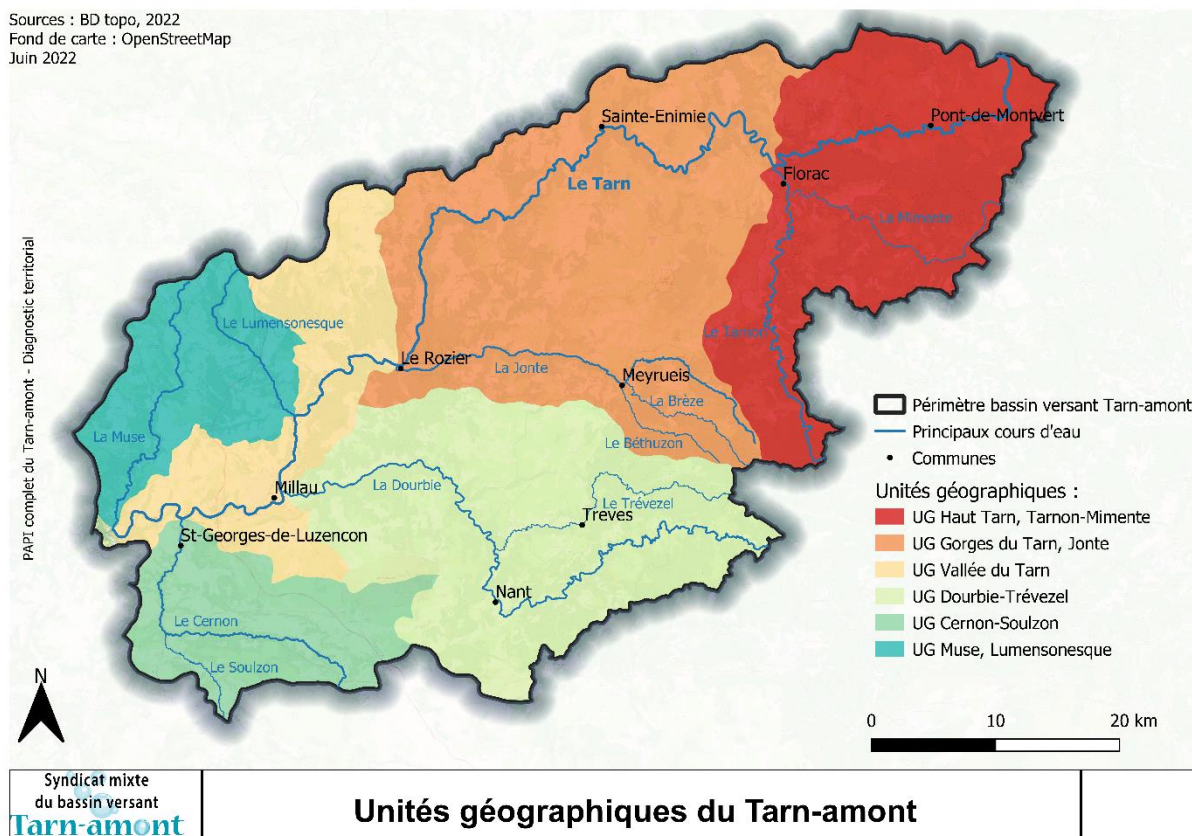 Sources : BD topo, 2022
Fond de carte : OpenStreetMap
Juin 2022
PAPI complet du Tarn-amont - Diagnostic territorial
Sainte-Enimie
Pont-de-Montvert
Le Tarn
Florac
La Mimente
Le Lumensonesque
Le Tarnon
Le Rozier
La Jonte
Meyrueis
La Brèze
La Muse
Le Béthuzon
Millau
La Dourbie
Le Trévezel
Treves
St-Georges-de-Luzencon
Nant
Le Cernon
Le Soulzon
Périmètre bassin versant Tarn-amont
Principaux cours d'eau
Communes
Unités géographiques :
UG Haut Tarn, Tarnon-Mimente
UG Gorges du Tarn, Jonte
UG Vallée du Tarn
UG Dourbie-Trévezel
UG Cernon-Soulzon
UG Muse, Lumensonesque
N
0 10 20 km
Syndicat mixte
du bassin versant
Tarn-amont
Unités géographiques du Tarn-amont